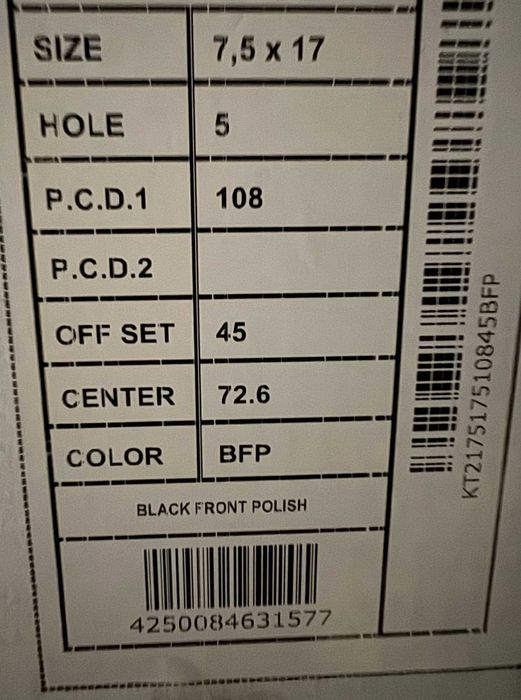 SIZE 7,5 x 17
HOLE 5
P.C.D.1 108
P.C.D.2
OFF SET 45
CENTER 72.6
COLOR BFP
BLACK FRONT POLISH
4250084631577
KT217517510845BFP